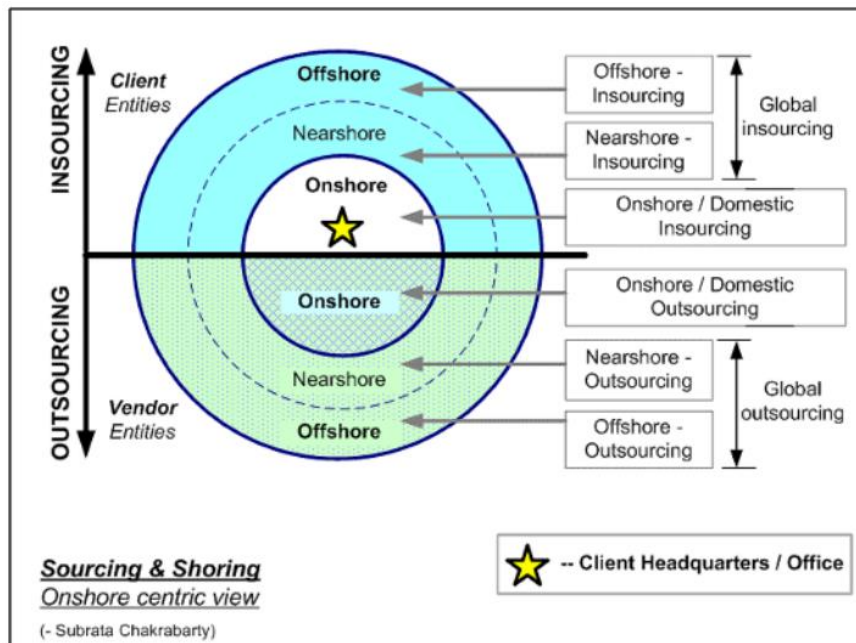 INSOURCING
OUTSOURCING
Client
Entities
Vendor
Entities
Offshore
Nearshore
Onshore
Onshore
Nearshore
Offshore
Offshore -
Insourcing
Nearshore -
Insourcing
Onshore / Domestic
Insourcing
Onshore / Domestic
Outsourcing
Nearshore -
Outsourcing
Offshore -
Outsourcing
Global
insourcing
Global
outsourcing
Sourcing & Shoring
Onshore centric view
(- Subrata Chakrabarty)
-- Client Headquarters / Office